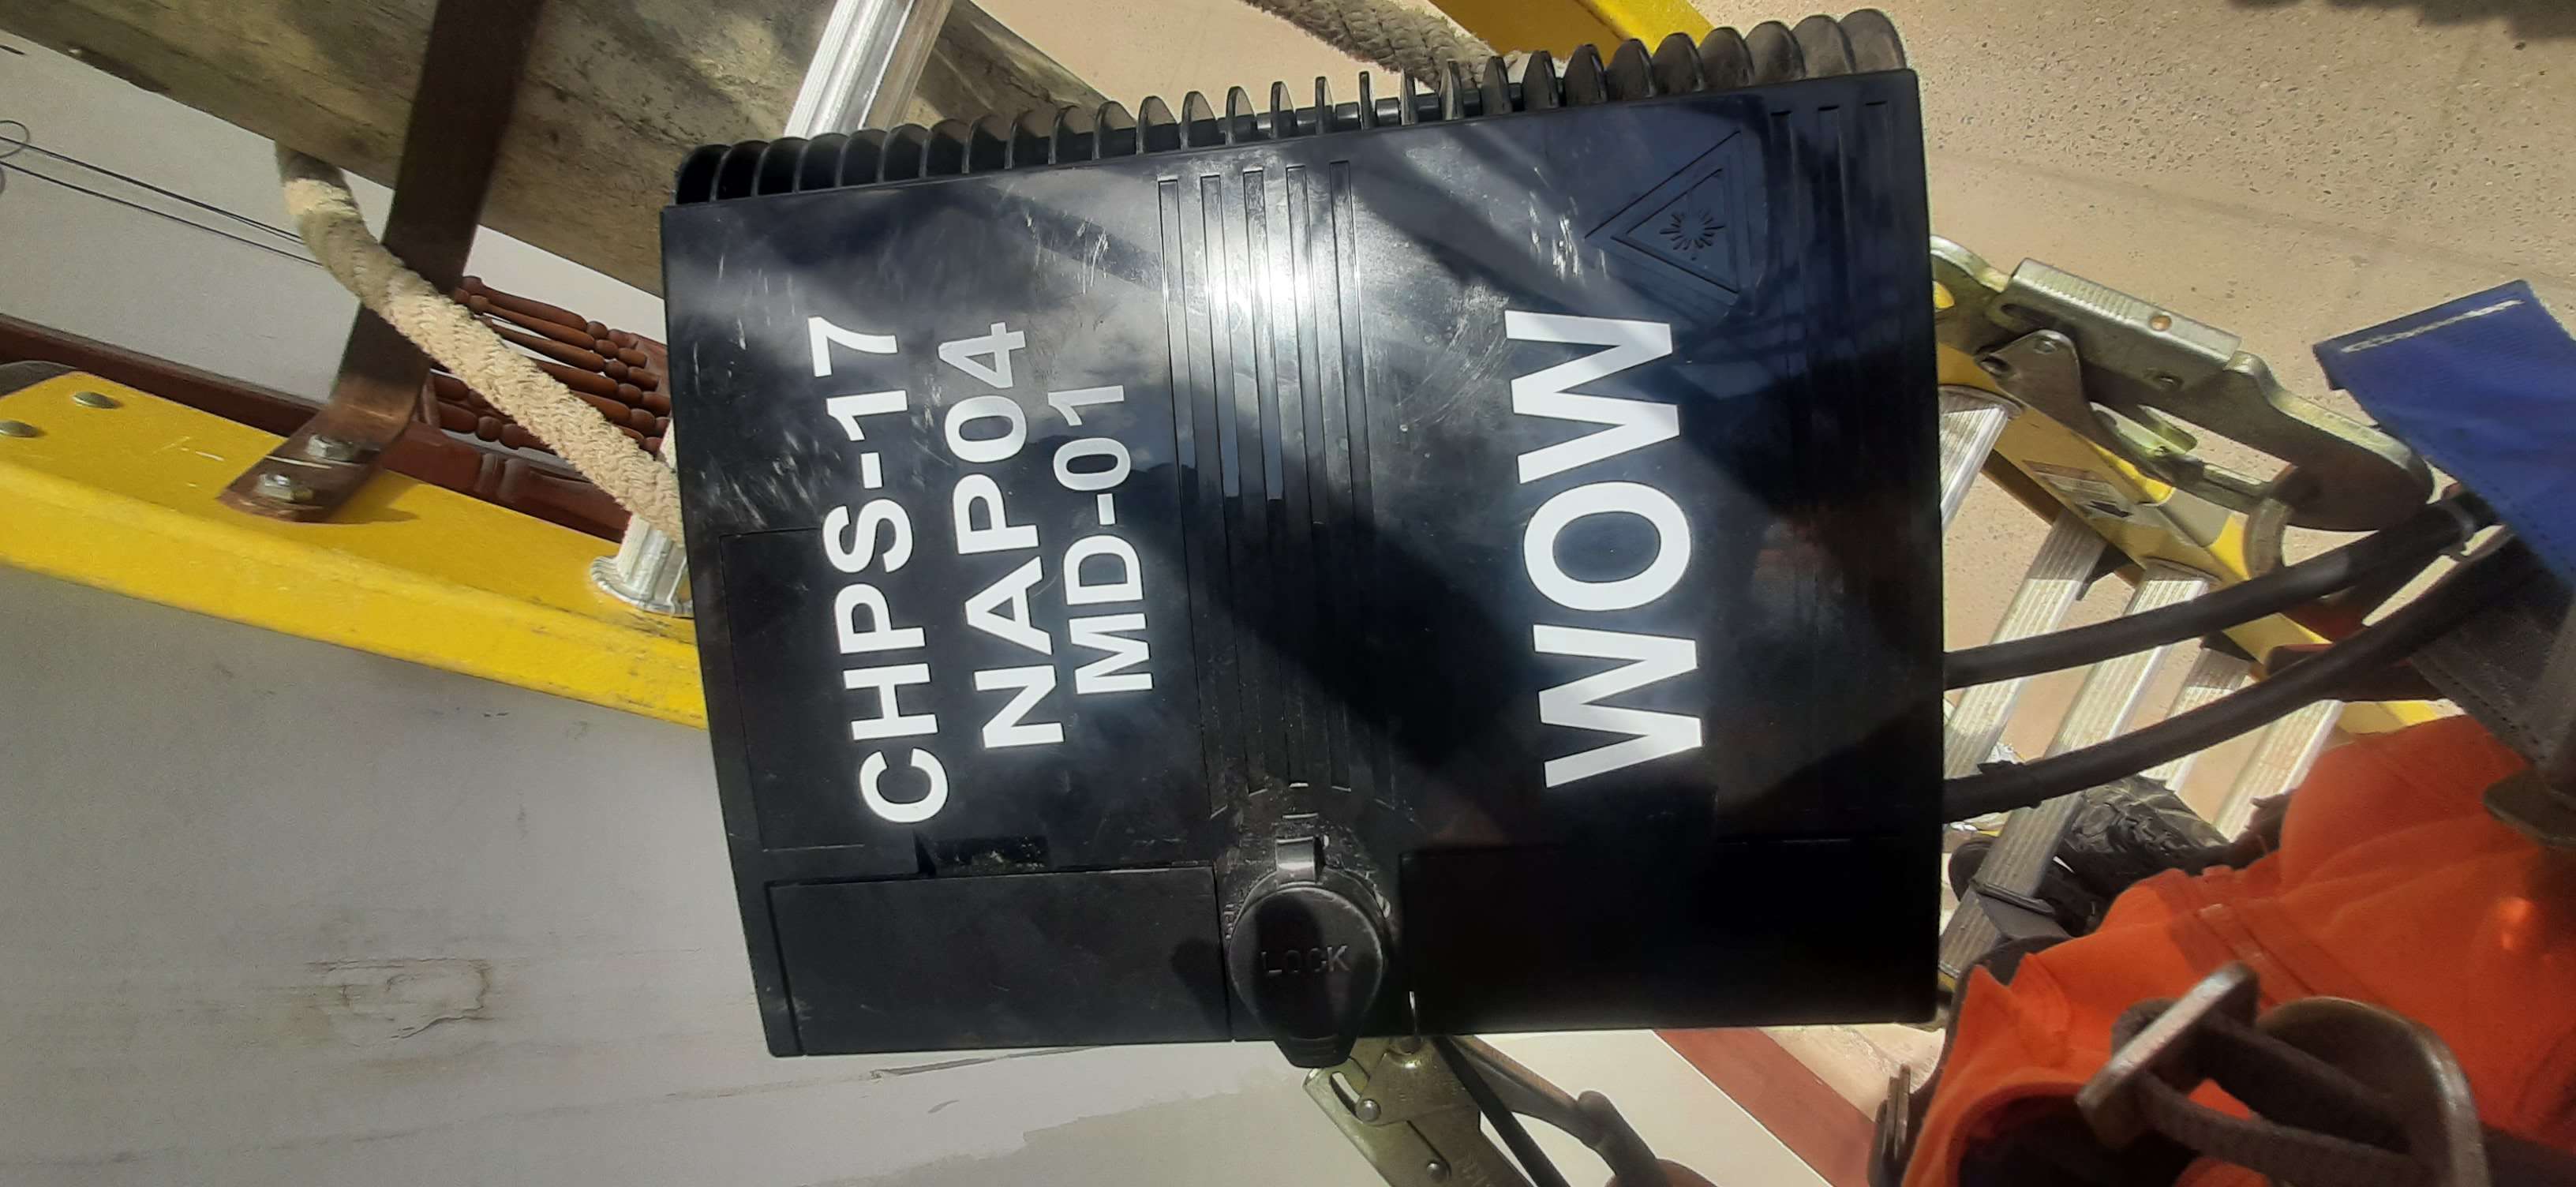 CHPS-17
NAP04
MD-01
WOW
LOCK